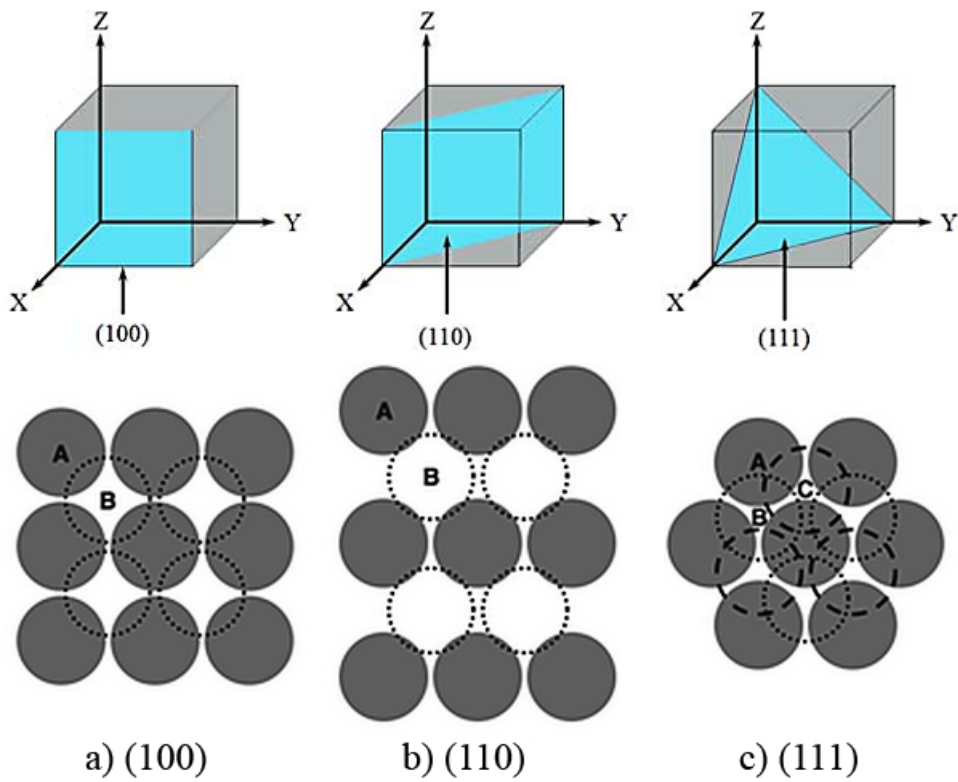 Z
Y
X
(100)
Z
Y
X
(110)
Z
Y
X
(111)
A
B
A
B
A
C
B
a) (100)
b) (110)
c) (111)